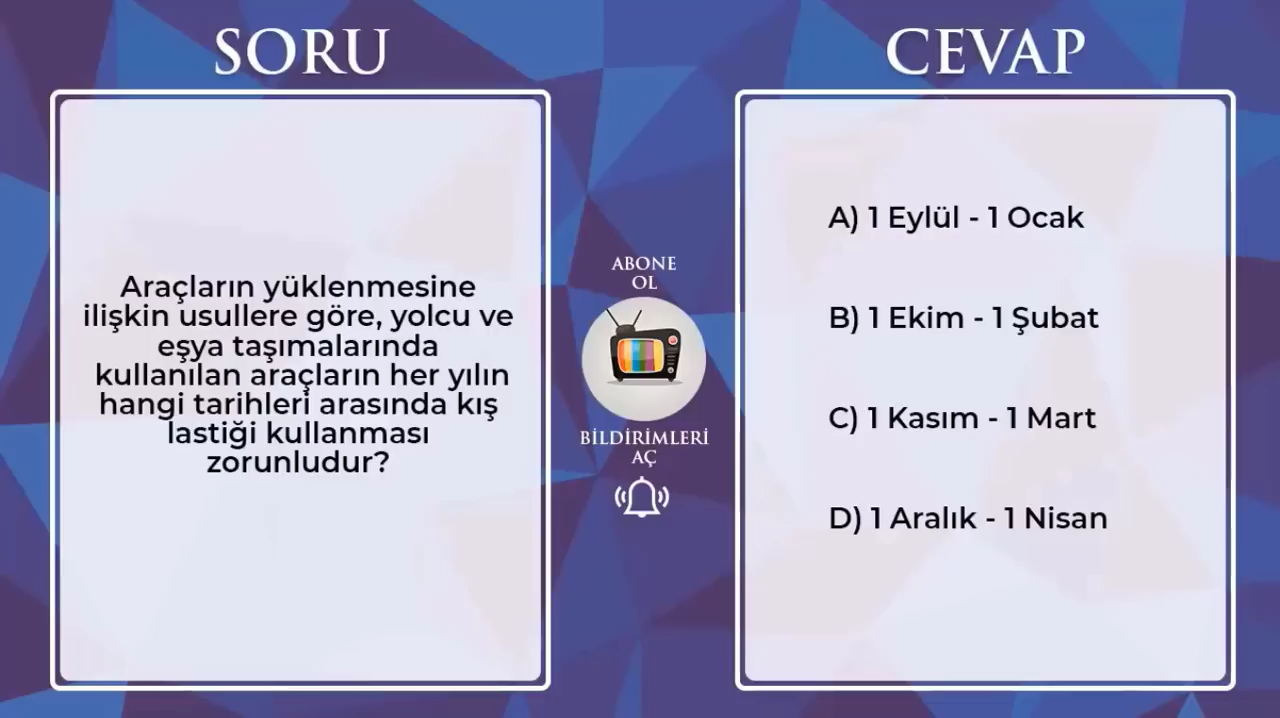 SORU
Araçların yüklenmesine
ilişkin usullere göre, yolcu ve
eşya taşımalarında
kullanılan araçların her yılın
hangi tarihleri arasında kış
lastiği kullanması
zorunludur?
ABONE
OL
BİLDİRİMLERİ
AÇ
CEVAP
A) 1 Eylül - 1 Ocak
B) 1 Ekim - 1 Şubat
C) 1 Kasım - 1 Mart
D) 1 Aralık - 1 Nisan